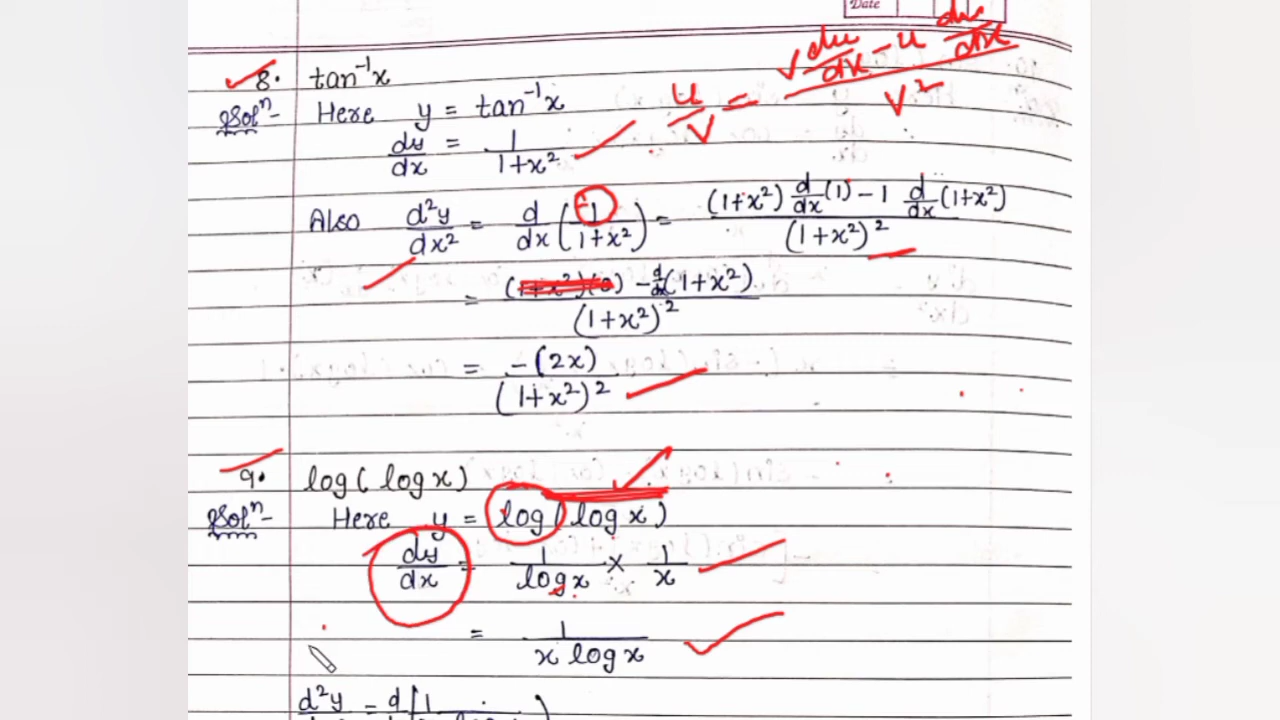 Date
8. tan⁻¹x
Solⁿ- Here y = tan⁻¹x
u/v = (v du/dx - u dv/dx)/v²
dy/dx = 1/(1+x²)
Also d²y/dx² = d/dx (1/(1+x²)) = ((1+x²) d/dx (1) - 1 d/dx (1+x²))/(1+x²)²
= ((1+x²)(0) - d/dx (1+x²))/(1+x²)²
= -(2x)/(1+x²)²
9. log(log x)
Solⁿ- Here y = log(log x)
dy/dx = 1/log x × 1/x
= 1/(x log x)
d²y = d (1